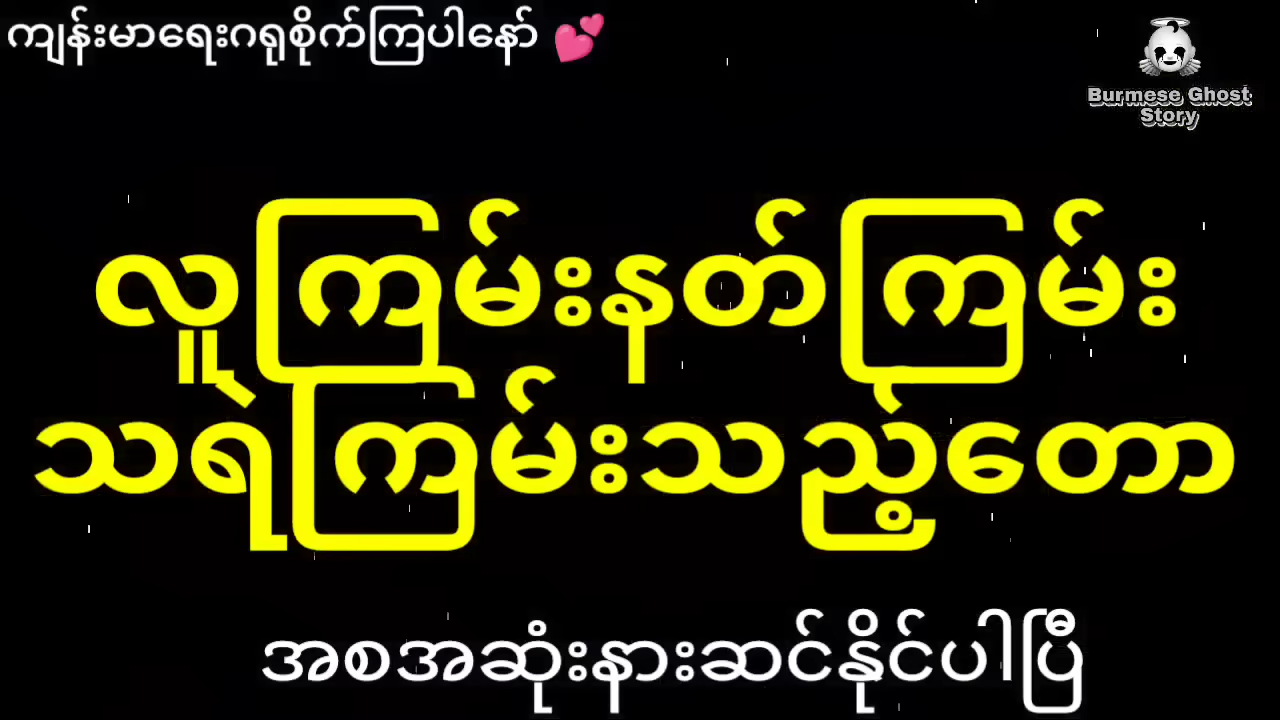 ကျန်းမာရေးဂရုစိုက်ကြပါနော် 💕
Burmese Ghost
Story
လူကြမ်းနတ်ကြမ်း
သရဲကြမ်းသည့်တော
အစအဆုံးနားဆင်နိုင်ပါပြီ